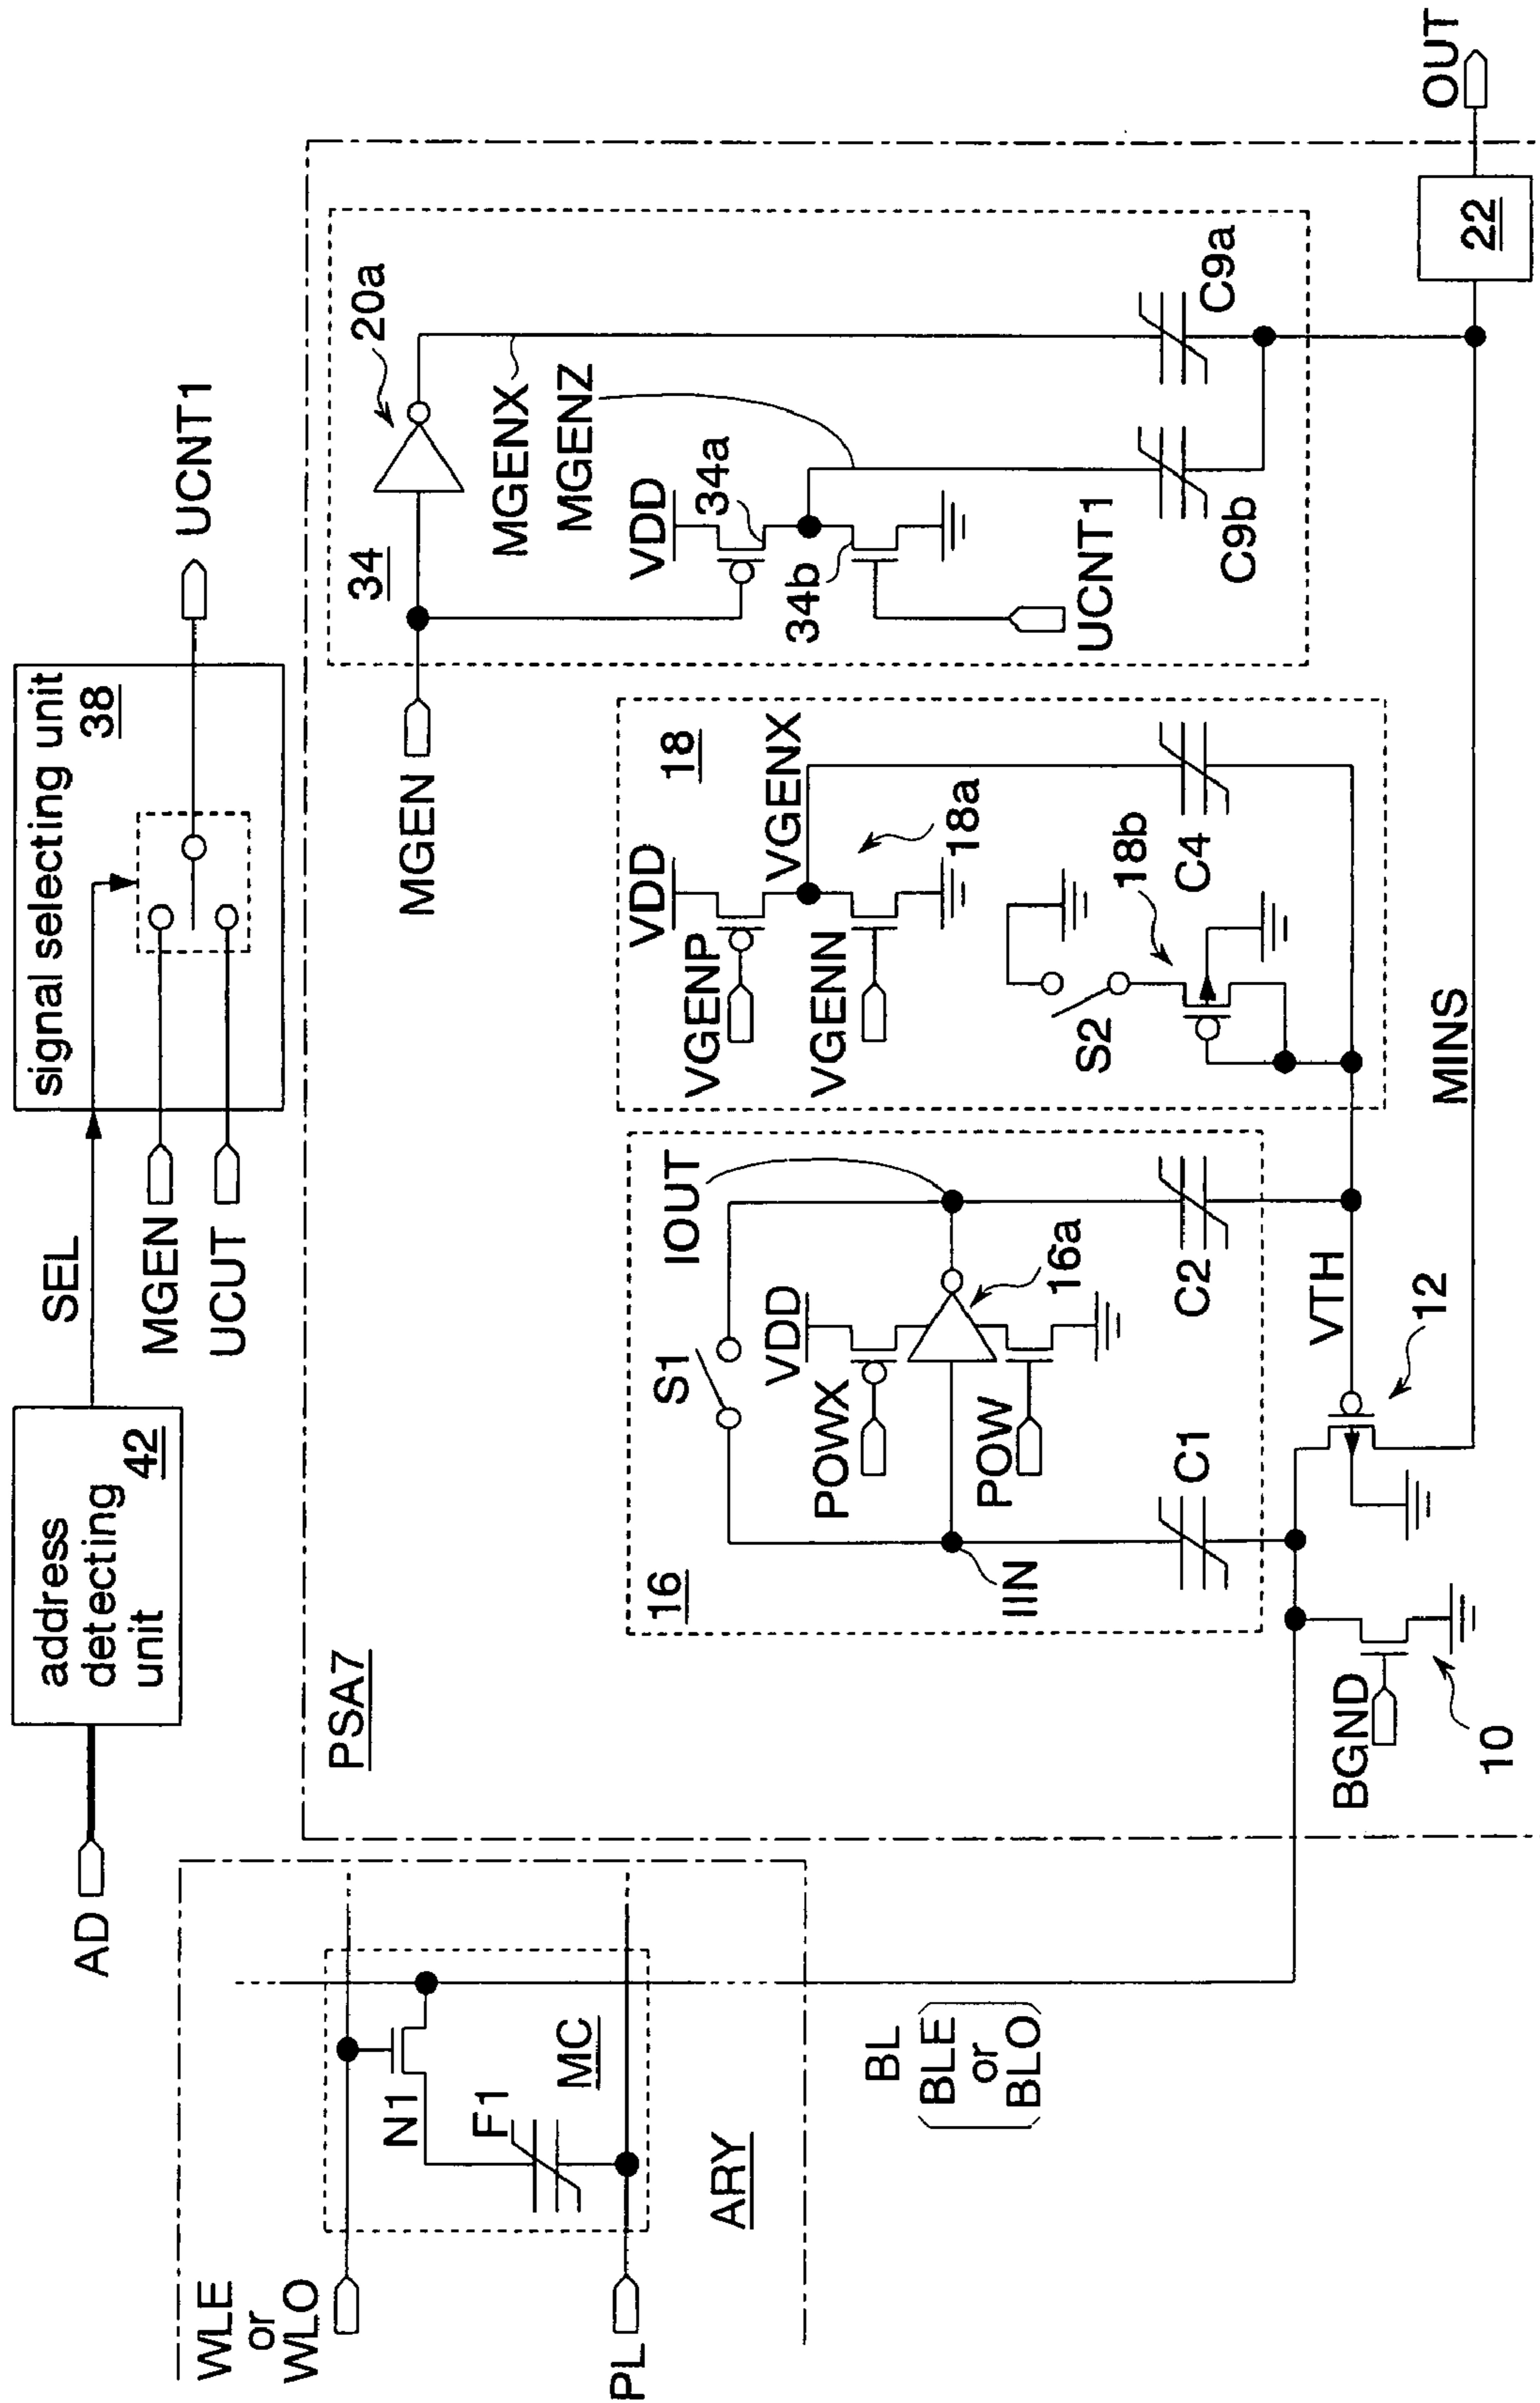 AD
address
detecting
unit
42
SEL
MGEN
UCUT
signal selecting unit
38
UCNT1
WLE
or
WLO
PL
N1
F1
MC
ARY
BL
BLE
or
BLO
PSA7
16
S1
IOUT
VDD
POWX
POW
16a
IIN
C1
C2
BGND
10
VTH
12
MINS
18
VDD
VGENP
VGENX
VGENN
18a
S2
18b
C4
MGEN
34
20a
MGENX
MGENZ
VDD
34a
34b
UCNT1
C9b
C9a
22
OUT